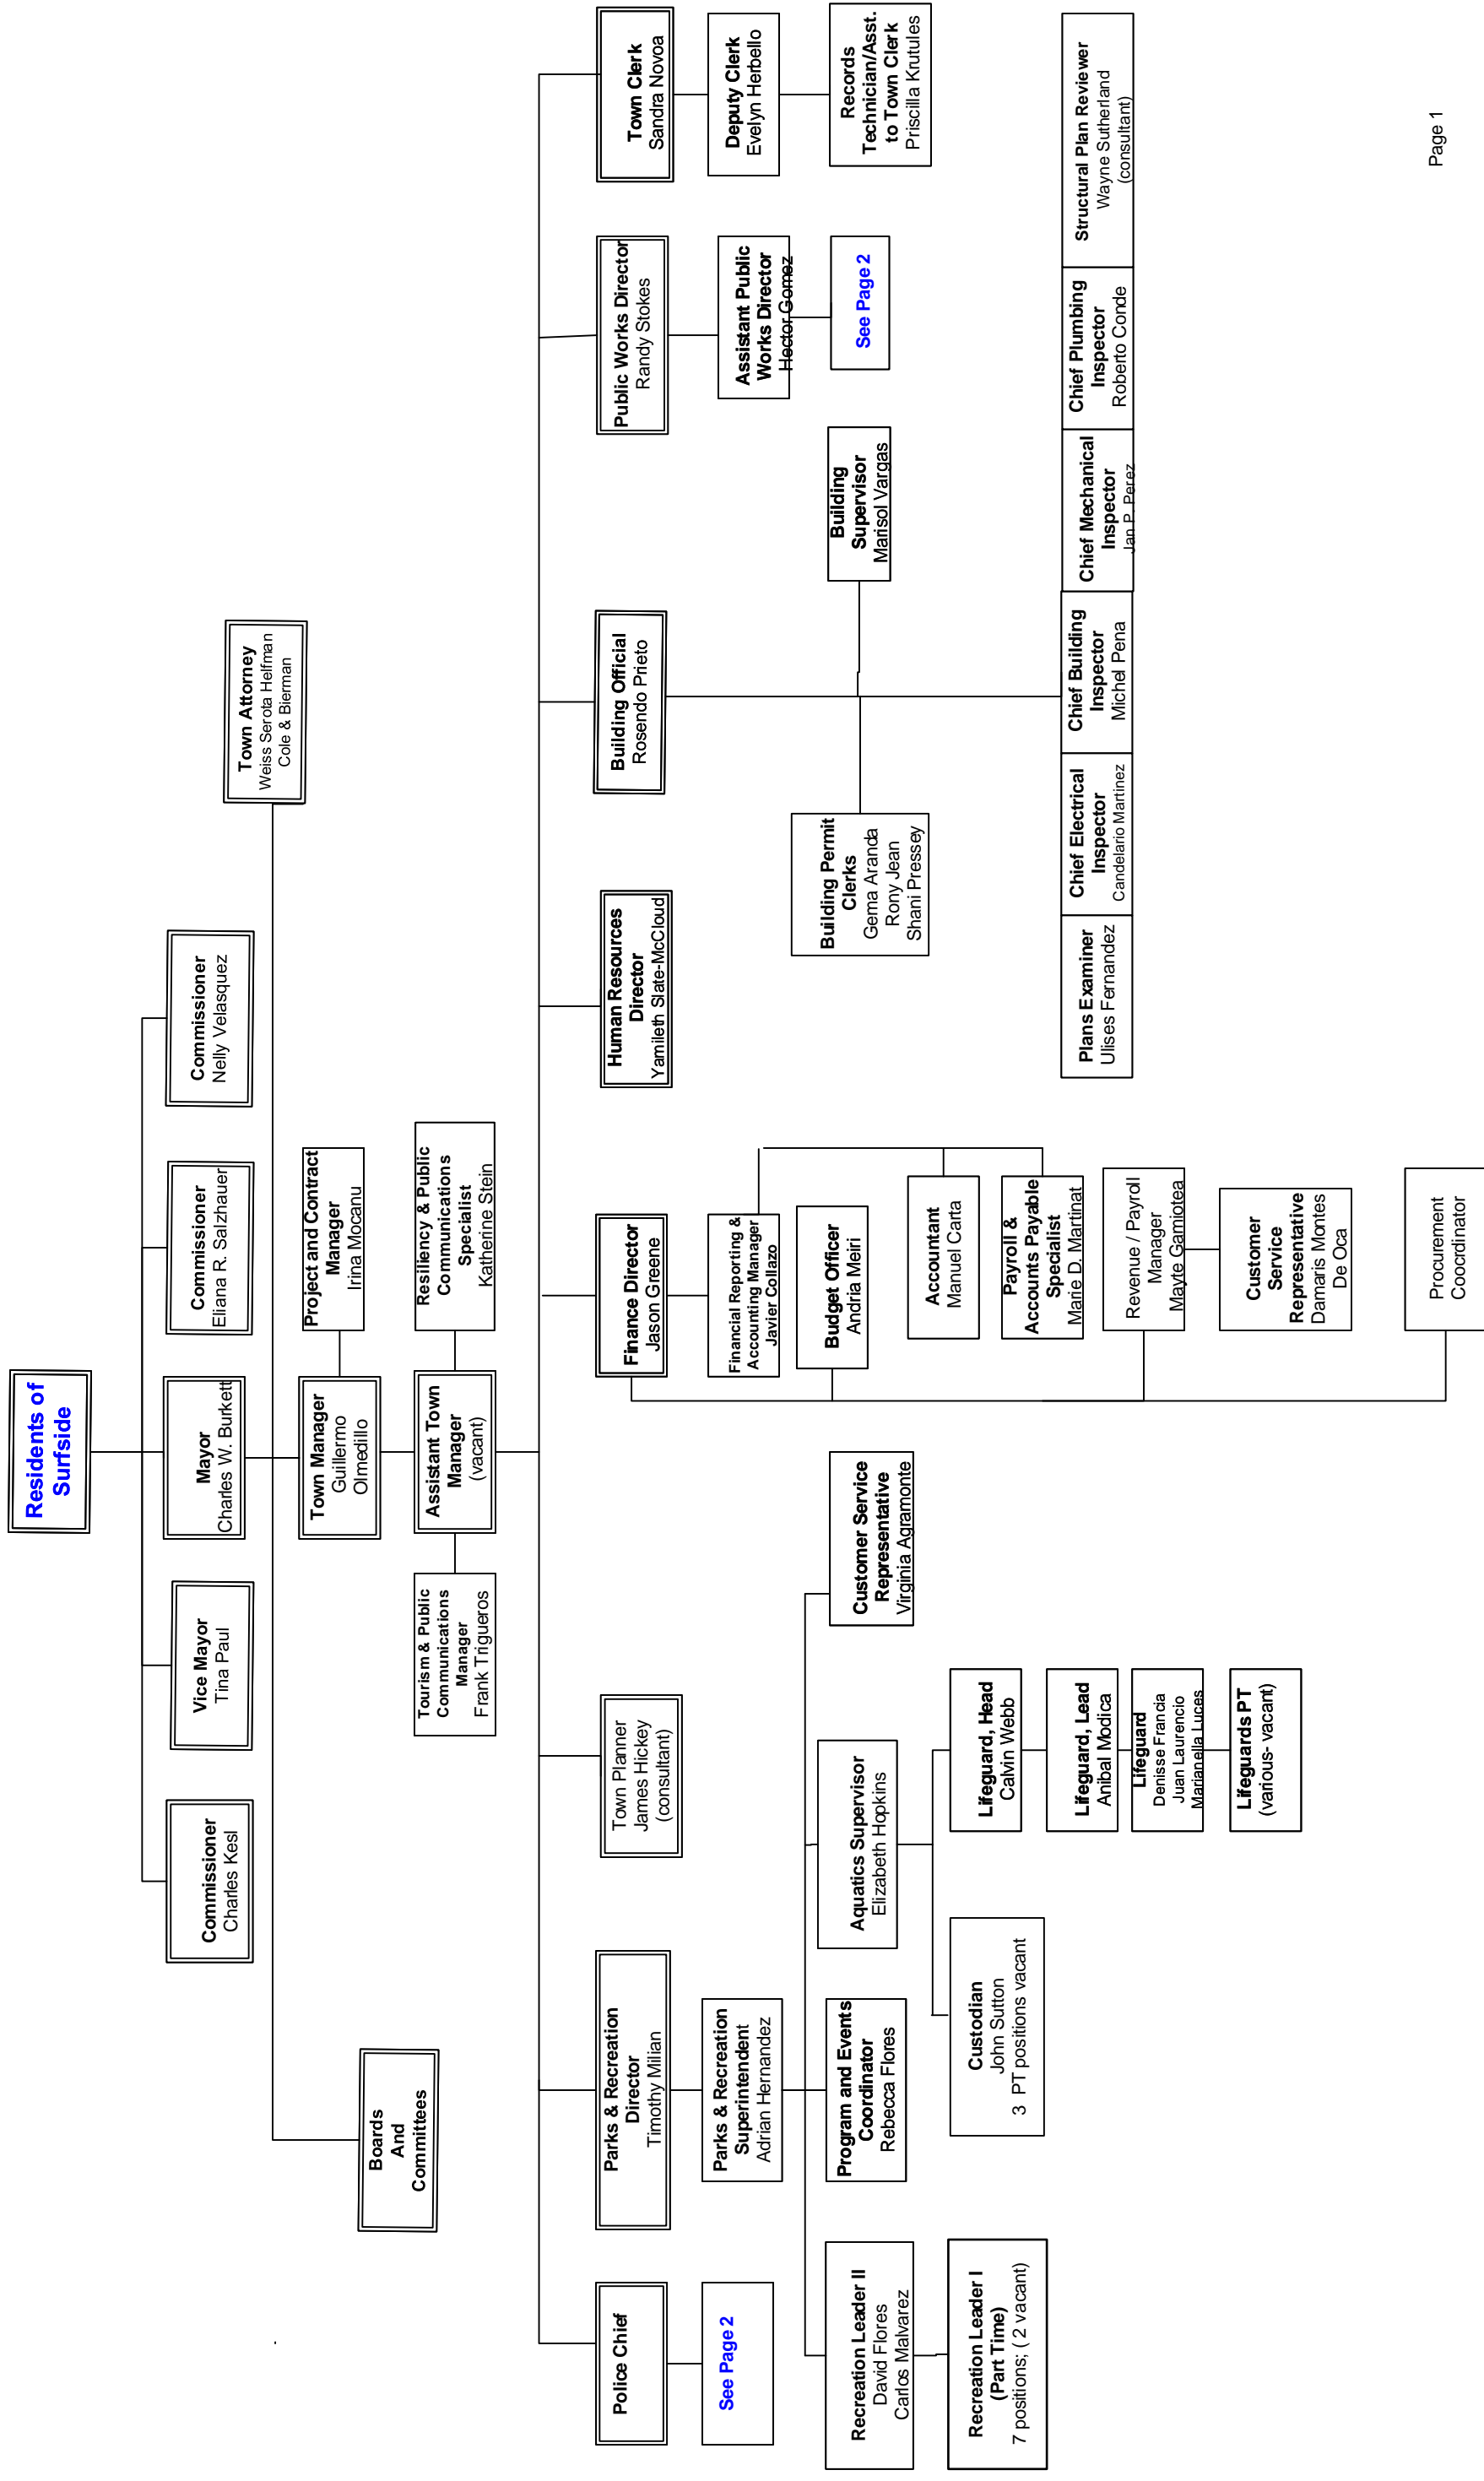 Residents of
Surfside
Commissioner
Charles Kesl
Vice Mayor
Tina Paul
Mayor
Charles W. Burkett
Commissioner
Eliana R. Salzhauer
Commissioner
Nelly Velasquez
Town Attorney
Weiss Serota Helfman
Cole & Bierman
Boards
And
Committees
Town Manager
Guillermo
Olmedillo
Project and Contract
Manager
Irina Mocanu
Tourism & Public
Communications
Manager
Frank Trigueros
Assistant Town
Manager
(vacant)
Resiliency & Public
Communications
Specialist
Katherine Stein
Police Chief
See Page 2
Parks & Recreation
Director
Timothy Milian
Parks & Recreation
Superintendent
Adrian Hernandez
Recreation Leader II
David Flores
Carlos Malvarez
Recreation Leader I
(Part Time)
7 positions; ( 2 vacant)
Program and Events
Coordinator
Rebecca Flores
Aquatics Supervisor
Elizabeth Hopkins
Custodian
John Sutton
3 PT positions vacant
Lifeguard, Head
Calvin Webb
Lifeguard, Lead
Anibal Modica
Lifeguard
Denisse Francia
Juan Laurencio
Marianella Luces
Lifeguards PT
(various- vacant)
Customer Service
Representative
Virginia Agramonte
Town Planner
James Hickey
(consultant)
Finance Director
Jason Greene
Financial Reporting &
Accounting Manager
Javier Collazo
Budget Officer
Andria Meiri
Accountant
Manuel Carta
Payroll &
Accounts Payable
Specialist
Marie D. Martinat
Revenue / Payroll
Manager
Mayte Gamiotea
Customer
Service
Representative
Damaris Montes
De Oca
Procurement
Coocrdinator
Human Resources
Director
Yamileth Slate-McCloud
Building Official
Rosendo Prieto
Building Permit
Clerks
Gema Aranda
Rony Jean
Shani Pressey
Building
Supervisor
Marisol Vargas
Plans Examiner
Ulises Fernandez
Chief Electrical
Inspector
Candelario Martinez
Chief Building
Inspector
Michel Pena
Chief Mechanical
Inspector
Jan P. Perez
Chief Plumbing
Inspector
Roberto Conde
Structural Plan Reviewer
Wayne Sutherland
(consultant)
Public Works Director
Randy Stokes
Assistant Public
Works Director
Hector Gomez
See Page 2
Town Clerk
Sandra Novoa
Deputy Clerk
Evelyn Herbello
Records
Technician/Asst.
to Town Clerk
Priscilla Krutules
Page 1